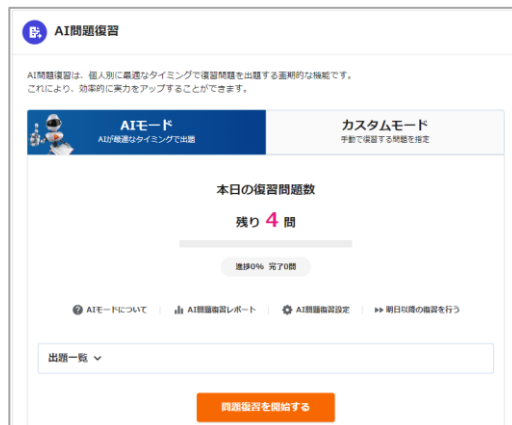 AI問題復習
AI問題復習は、個人別に最適なタイミングで復習問題を出題する画期的な機能です。
これにより、効率的に実力をアップすることができます。
AIモード
AIが最適なタイミングで出題
カスタムモード
手動で復習する問題を指定
本日の復習問題数
残り 4 問
進捗0% 完了0問
AIモードについて
AI問題復習レポート
AI問題復習設定
明日以降の復習を行う
出題一覧
問題復習を開始する